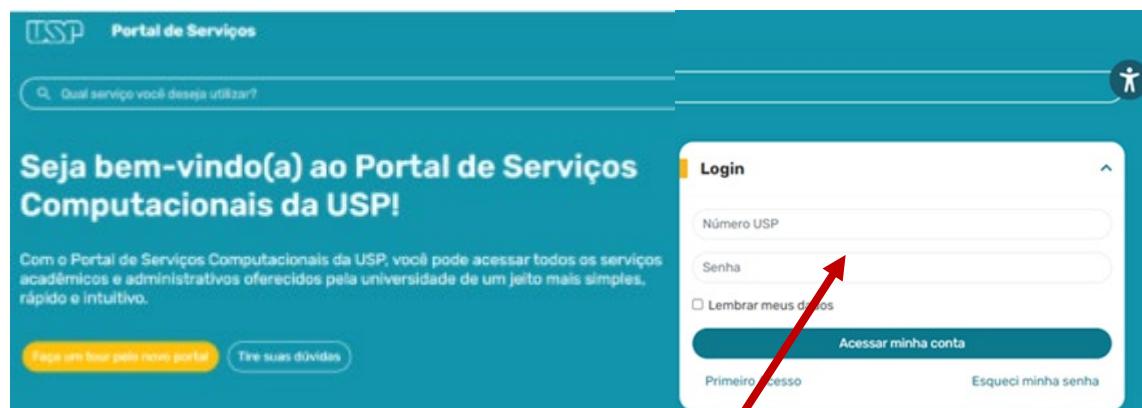 USP Portal de Serviços
Qual serviço você deseja utilizar?
Seja bem-vindo(a) ao Portal de Serviços
Computacionais da USP!
Com o Portal de Serviços Computacionais da USP, você pode acessar todos os serviços
acadêmicos e administrativos oferecidos pela universidade de um jeito mais simples,
rápido e intuitivo.
Faça um tour pelo novo portal
Tire suas dúvidas
Login
Número USP
Senha
Lembrar meus dados
Acessar minha conta
Primeiro acesso
Esqueci minha senha